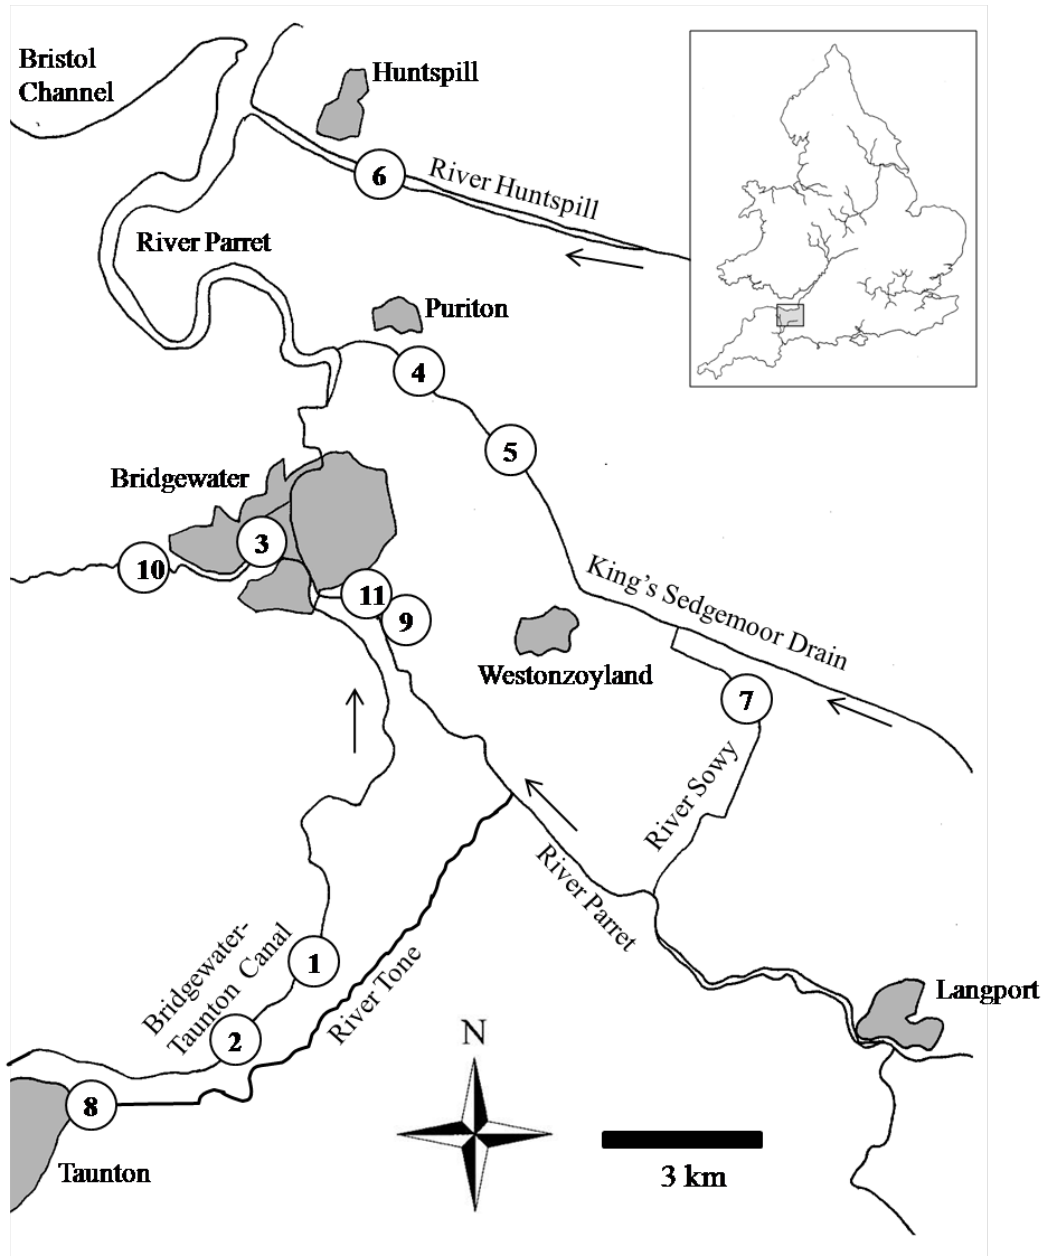 Bristol
Channel
Huntspill
6
River Huntspill
River Parret
Puriton
4
5
Bridgewater
3
10
11
9
King's Sedgemoor Drain
Westonzoyland
7
River Sowy
River Parret
Bridgewater-
Taunton Canal
1
River Tone
2
Langport
N
8
Taunton
3 km